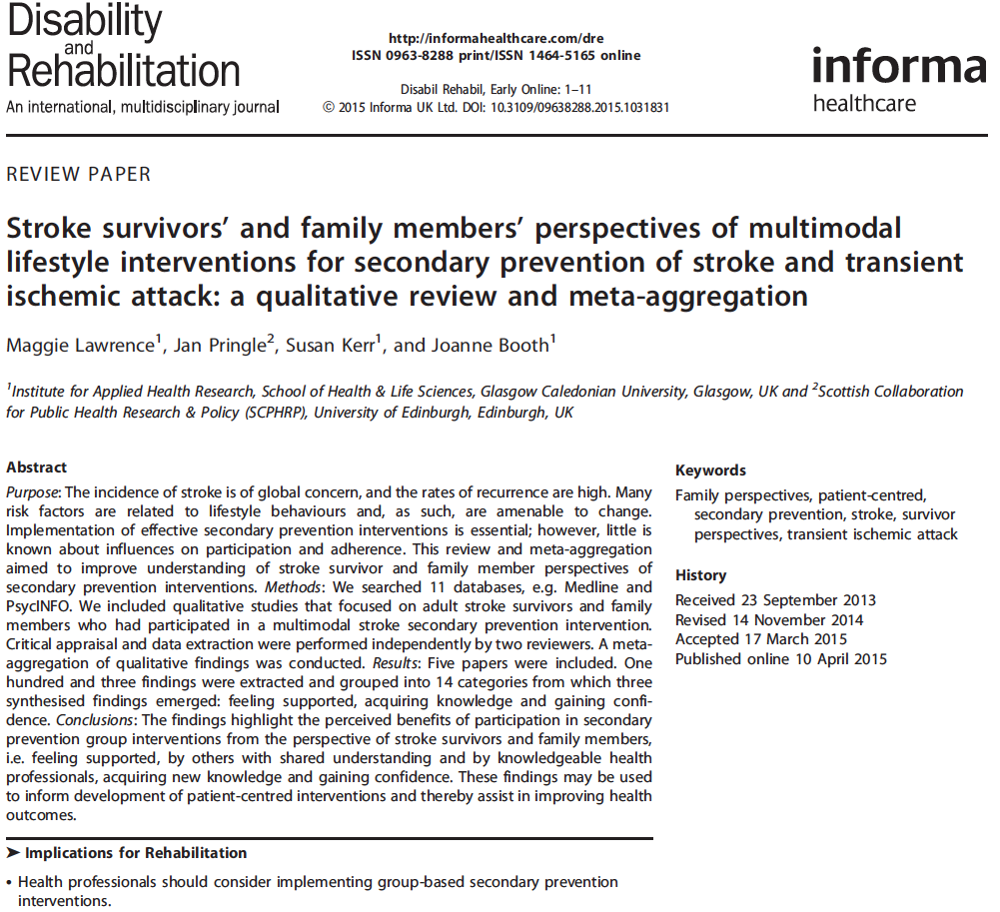 Disability
and
Rehabilitation
An international, multidisciplinary journal
http://informahealthcare.com/dre
ISSN 0963-8288 print/ISSN 1464-5165 online
Disabil Rehabil, Early Online: 1–11
© 2015 Informa UK Ltd. DOI: 10.3109/09638288.2015.1031831
informa
healthcare
REVIEW PAPER
Stroke survivors’ and family members’ perspectives of multimodal
lifestyle interventions for secondary prevention of stroke and transient
ischemic attack: a qualitative review and meta-aggregation
Maggie Lawrence1, Jan Pringle2, Susan Kerr1, and Joanne Booth1
1Institute for Applied Health Research, School of Health & Life Sciences, Glasgow Caledonian University, Glasgow, UK and 2Scottish Collaboration
for Public Health Research & Policy (SCPHRP), University of Edinburgh, Edinburgh, UK
Abstract
Purpose: The incidence of stroke is of global concern, and the rates of recurrence are high. Many
risk factors are related to lifestyle behaviours and, as such, are amenable to change.
Implementation of effective secondary prevention interventions is essential; however, little is
known about influences on participation and adherence. This review and meta-aggregation
aimed to improve understanding of stroke survivor and family member perspectives of
secondary prevention interventions. Methods: We searched 11 databases, e.g. Medline and
PsycINFO. We included qualitative studies that focused on adult stroke survivors and family
members who had participated in a multimodal stroke secondary prevention intervention.
Critical appraisal and data extraction were performed independently by two reviewers. A meta-
aggregation of qualitative findings was conducted. Results: Five papers were included. One
hundred and three findings were extracted and grouped into 14 categories from which three
synthesised findings emerged: feeling supported, acquiring knowledge and gaining confi-
dence. Conclusions: The findings highlight the perceived benefits of participation in secondary
prevention group interventions from the perspective of stroke survivors and family members,
i.e. feeling supported, by others with shared understanding and by knowledgeable health
professionals, acquiring new knowledge and gaining confidence. These findings may be used
to inform development of patient-centred interventions and thereby assist in improving health
outcomes.
➤ Implications for Rehabilitation
• Health professionals should consider implementing group-based secondary prevention
interventions.
Keywords
Family perspectives, patient-centred,
secondary prevention, stroke, survivor
perspectives, transient ischemic attack
History
Received 23 September 2013
Revised 14 November 2014
Accepted 17 March 2015
Published online 10 April 2015